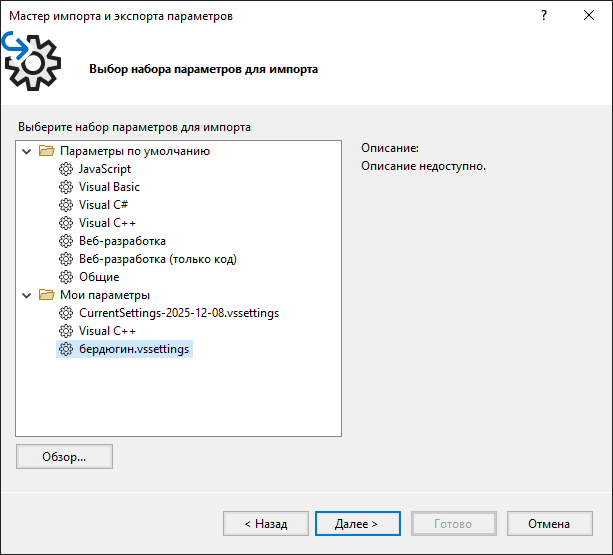 Мастер импорта и экспорта параметров
?
Выбор набора параметров для импорта
Выберите набор параметров для импорта
Параметры по умолчанию
JavaScript
Visual Basic
Visual C#
Visual C++
Веб-разработка
Веб-разработка (только код)
Общие
Мои параметры
CurrentSettings-2025-12-08.vssettings
Visual C++
бердюгин.vssettings
Описание:
Описание недоступно.
Обзор...
< Назад
Далее >
Готово
Отмена